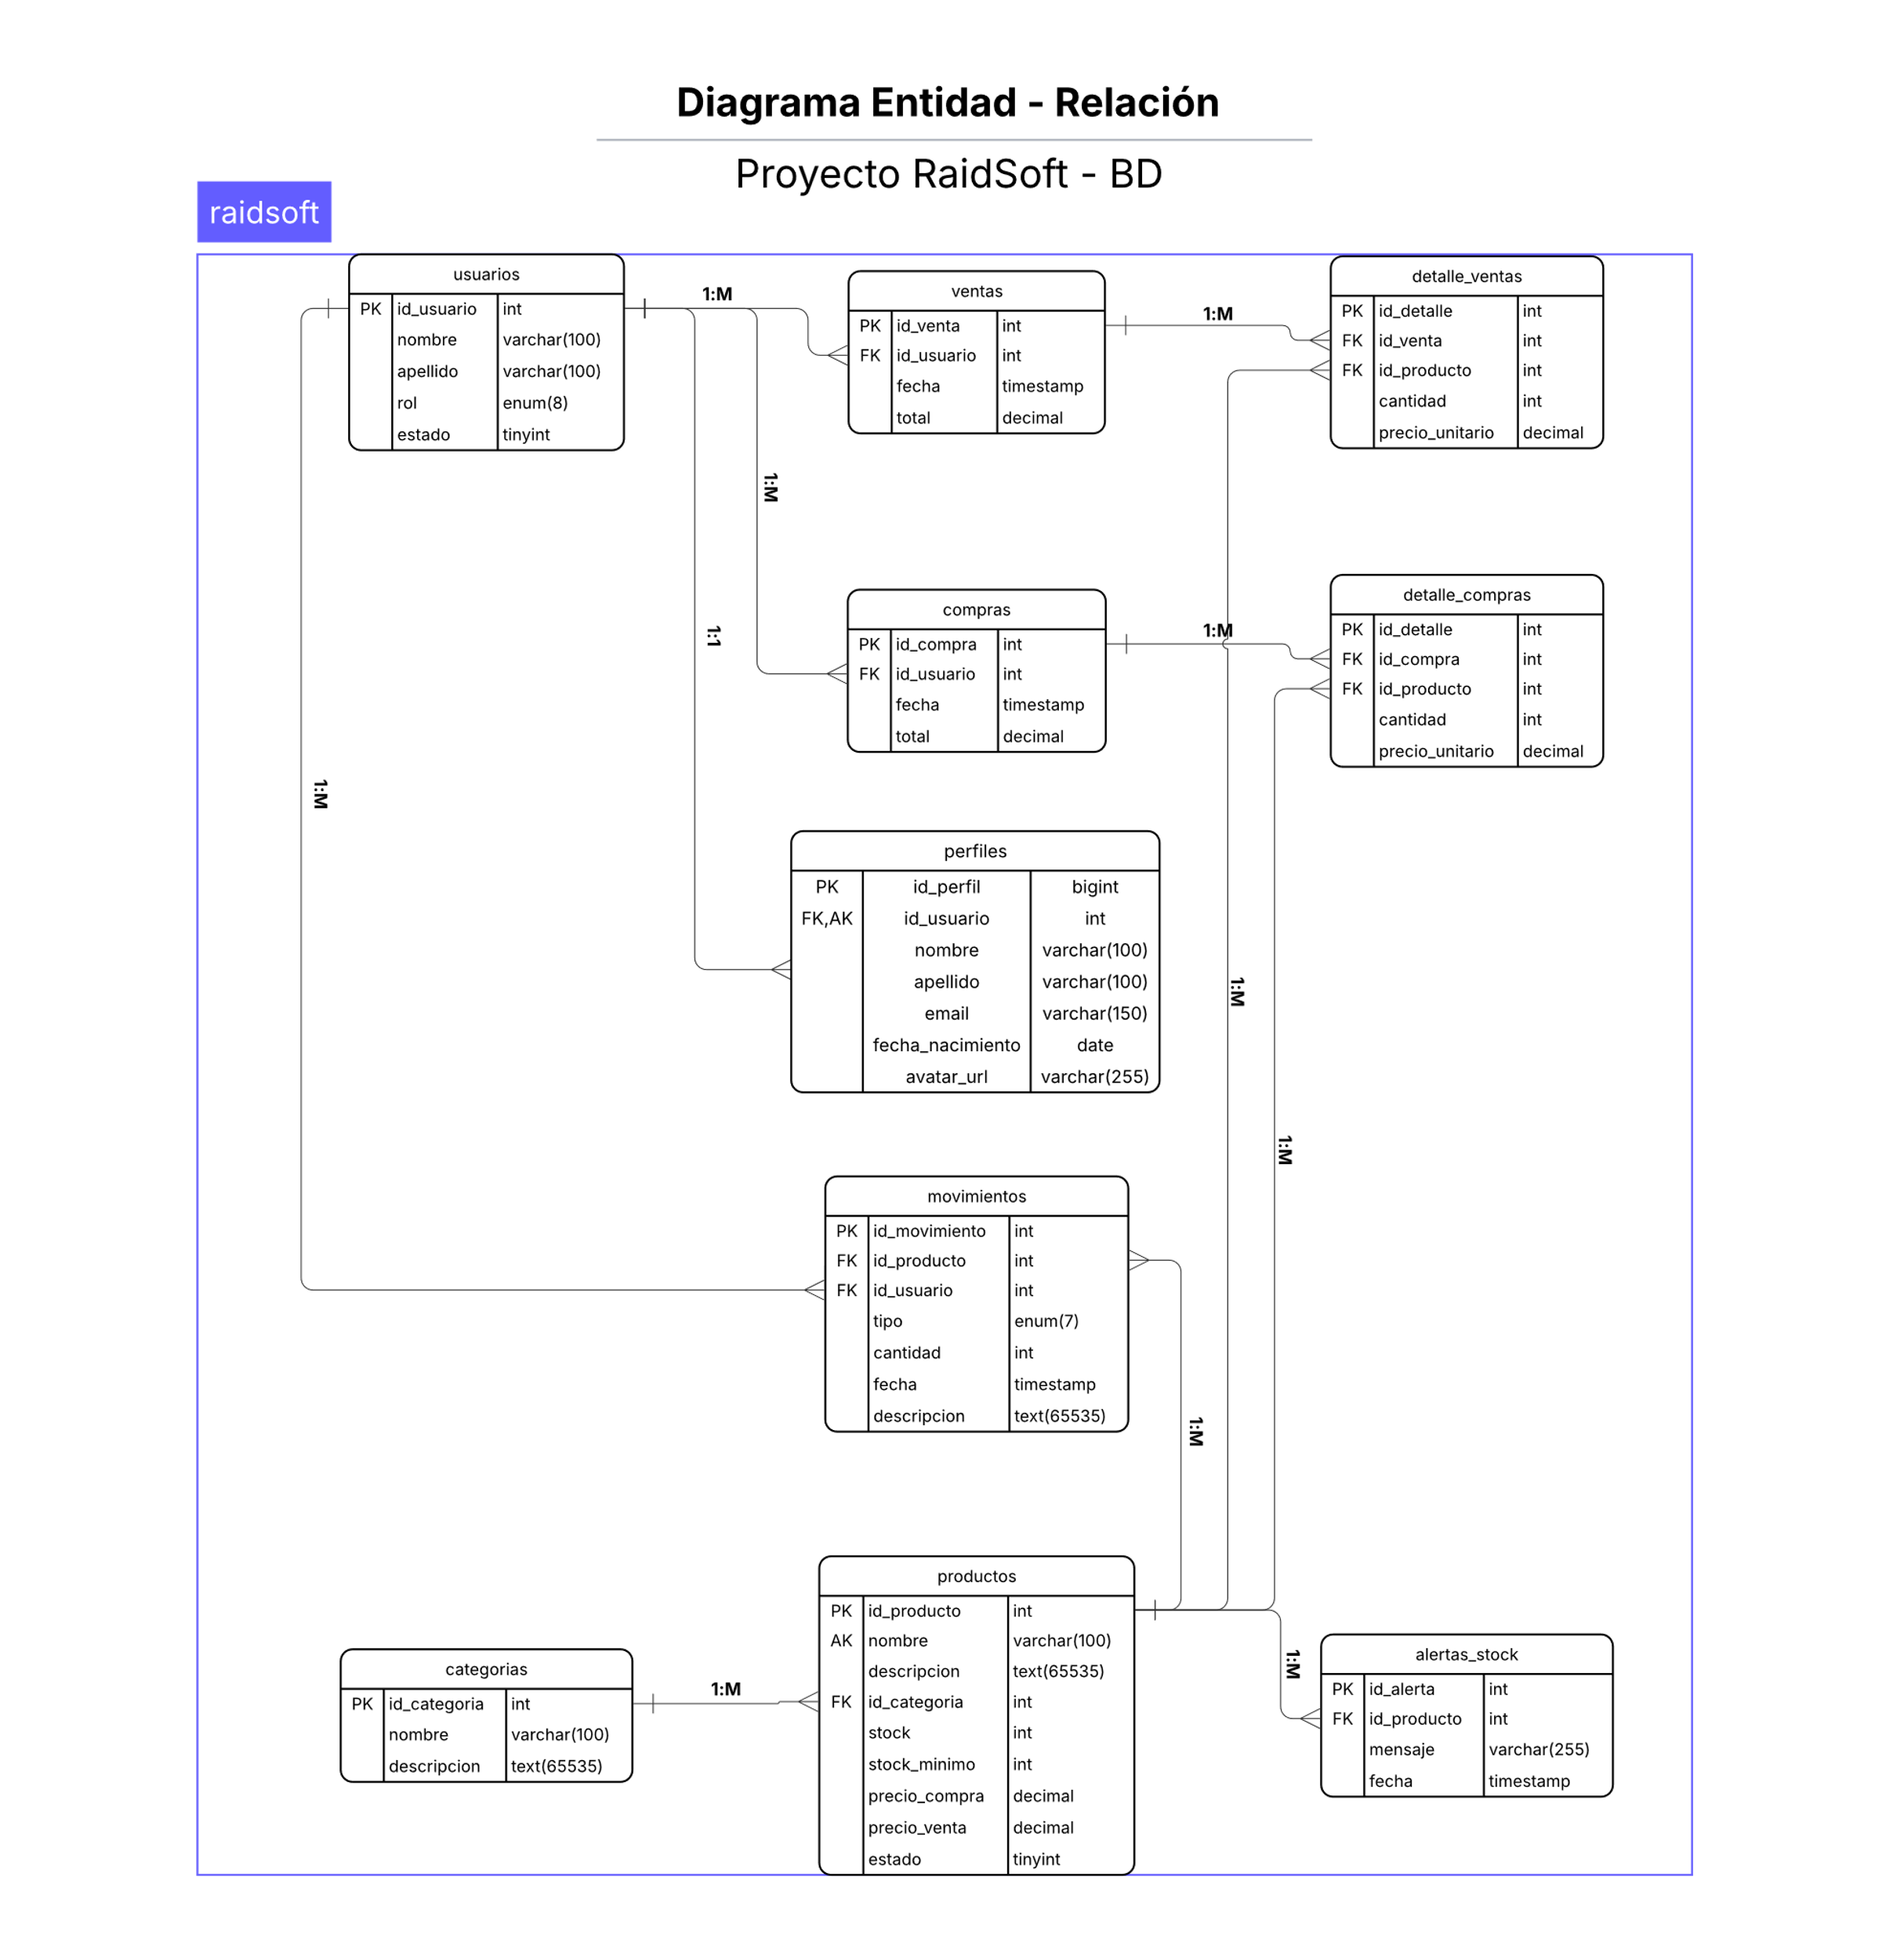 Diagrama Entidad - Relación
Proyecto RaidSoft - BD
raidsoft
usuarios
PK id_usuario int
nombre varchar(100)
apellido varchar(100)
rol enum(8)
estado tinyint
1:M
ventas
PK id_venta int
FK id_usuario int
fecha timestamp
total decimal
1:M
detalle_ventas
PK id_detalle int
FK id_venta int
FK id_producto int
cantidad int
precio_unitario decimal
1:M
1:1
compras
PK id_compra int
FK id_usuario int
fecha timestamp
total decimal
1:M
detalle_compras
PK id_detalle int
FK id_compra int
FK id_producto int
cantidad int
precio_unitario decimal
1:M
perfiles
PK id_perfil bigint
FK,AK id_usuario int
nombre varchar(100)
apellido varchar(100)
email varchar(150)
fecha_nacimiento date
avatar_url varchar(255)
1:M
1:M
movimientos
PK id_movimiento int
FK id_producto int
FK id_usuario int
tipo enum(7)
cantidad int
fecha timestamp
descripcion text(65535)
1:M
productos
PK id_producto int
AK nombre varchar(100)
descripcion text(65535)
FK id_categoria int
stock int
stock_minimo int
precio_compra decimal
precio_venta decimal
estado tinyint
categorias
PK id_categoria int
nombre varchar(100)
descripcion text(65535)
1:M
1:M
alertas_stock
PK id_alerta int
FK id_producto int
mensaje varchar(255)
fecha timestamp